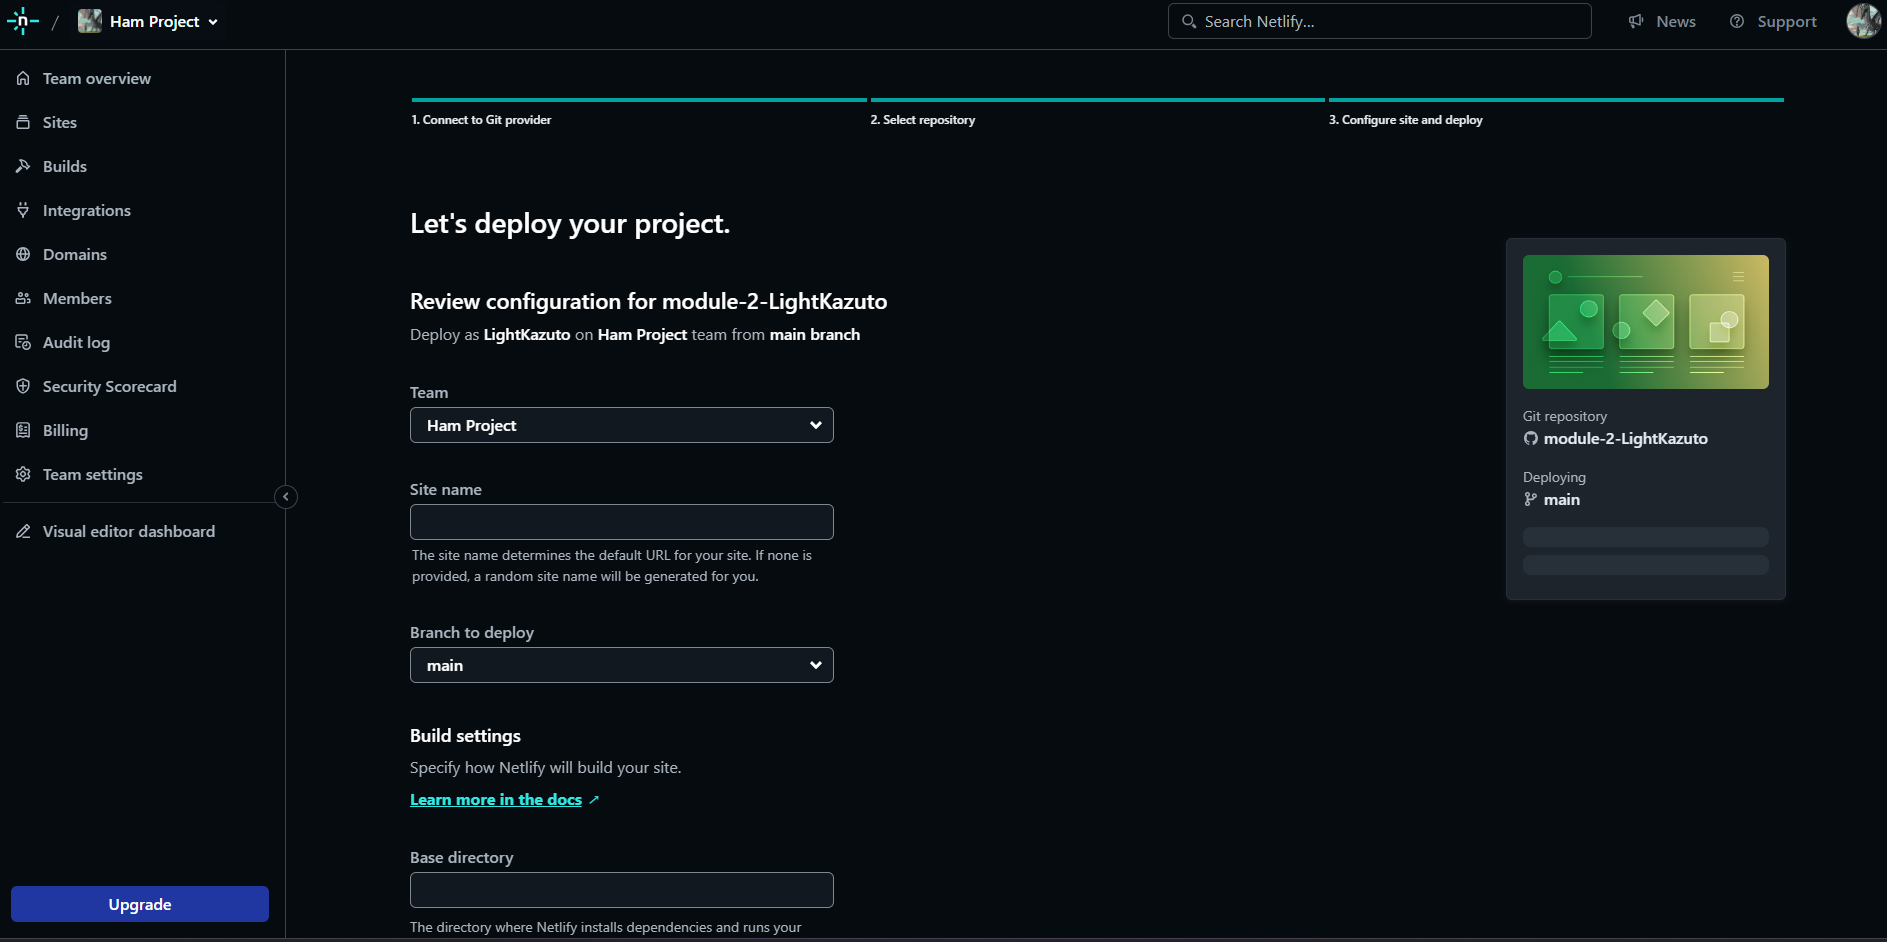 n / Ham Project
Search Netlify...
News
Support
Team overview
Sites
Builds
Integrations
Domains
Members
Audit log
Security Scorecard
Billing
Team settings
Visual editor dashboard
Upgrade
1. Connect to Git provider
2. Select repository
3. Configure site and deploy
Let's deploy your project.
Review configuration for module-2-LightKazuto
Deploy as LightKazuto on Ham Project team from main branch
Team
Ham Project
Site name
The site name determines the default URL for your site. If none is
provided, a random site name will be generated for you.
Branch to deploy
main
Build settings
Specify how Netlify will build your site.
Learn more in the docs ↗
Base directory
The directory where Netlify installs dependencies and runs your
Git repository
module-2-LightKazuto
Deploying
main